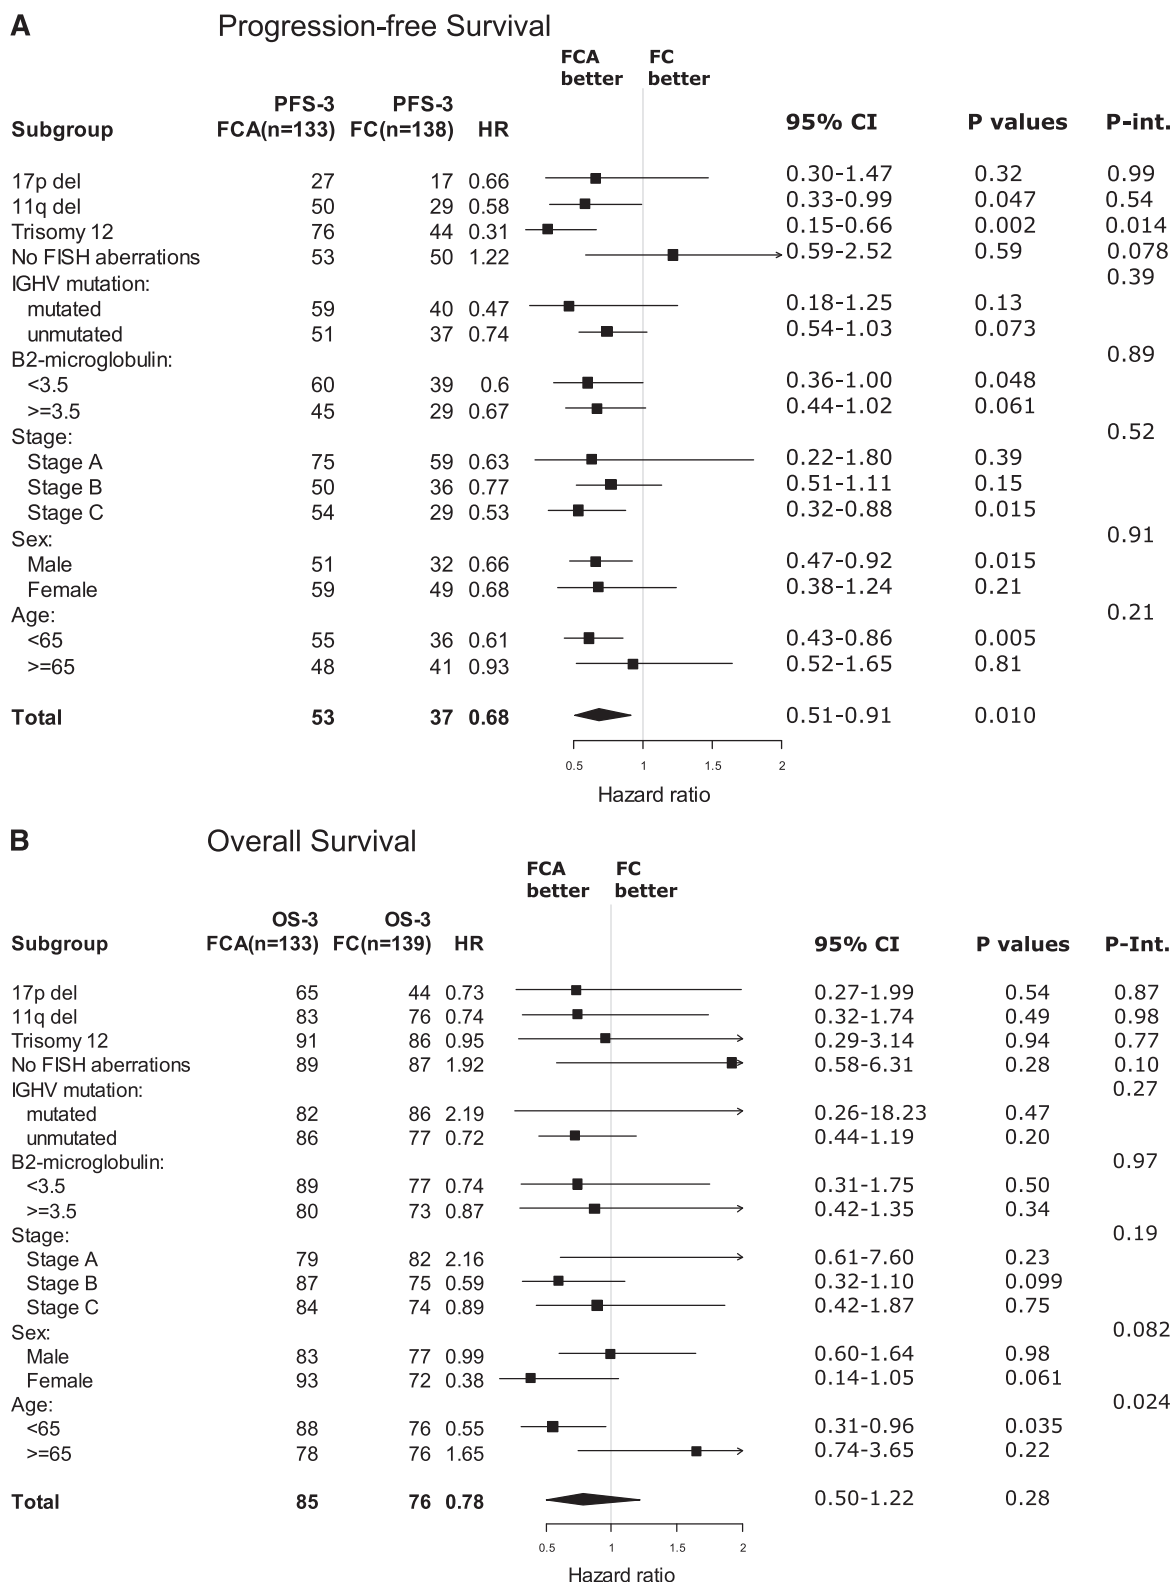 A Progression-free Survival
FCA better FC better
Subgroup PFS-3 FCA(n=133) PFS-3 FC(n=138) HR 95% CI P values P-int.
17p del 27 17 0.66 0.30-1.47 0.32 0.99
11q del 50 29 0.58 0.33-0.99 0.047 0.54
Trisomy 12 76 44 0.31 0.15-0.66 0.002 0.014
No FISH aberrations 53 50 1.22 0.59-2.52 0.59 0.078
IGHV mutation: 0.39
mutated 59 40 0.47 0.18-1.25 0.13
unmutated 51 37 0.74 0.54-1.03 0.073
B2-microglobulin: 0.89
<3.5 60 39 0.6 0.36-1.00 0.048
>=3.5 45 29 0.67 0.44-1.02 0.061
Stage: 0.52
Stage A 75 59 0.63 0.22-1.80 0.39
Stage B 50 36 0.77 0.51-1.11 0.15
Stage C 54 29 0.53 0.32-0.88 0.015
Sex: 0.91
Male 51 32 0.66 0.47-0.92 0.015
Female 59 49 0.68 0.38-1.24 0.21
Age: 0.21
<65 55 36 0.61 0.43-0.86 0.005
>=65 48 41 0.93 0.52-1.65 0.81
Total 53 37 0.68 0.51-0.91 0.010
0.5 1 1.5 2
Hazard ratio
B Overall Survival
FCA better FC better
Subgroup OS-3 FCA(n=133) OS-3 FC(n=139) HR 95% CI P values P-Int.
17p del 65 44 0.73 0.27-1.99 0.54 0.87
11q del 83 76 0.74 0.32-1.74 0.49 0.98
Trisomy 12 91 86 0.95 0.29-3.14 0.94 0.77
No FISH aberrations 89 87 1.92 0.58-6.31 0.28 0.10
IGHV mutation: 0.27
mutated 82 86 2.19 0.26-18.23 0.47
unmutated 86 77 0.72 0.44-1.19 0.20
B2-microglobulin: 0.97
<3.5 89 77 0.74 0.31-1.75 0.50
>=3.5 80 73 0.87 0.42-1.35 0.34
Stage: 0.19
Stage A 79 82 2.16 0.61-7.60 0.23
Stage B 87 75 0.59 0.32-1.10 0.099
Stage C 84 74 0.89 0.42-1.87 0.75
Sex: 0.082
Male 83 77 0.99 0.60-1.64 0.98
Female 93 72 0.38 0.14-1.05 0.061
Age: 0.024
<65 88 76 0.55 0.31-0.96 0.035
>=65 78 76 1.65 0.74-3.65 0.22
Total 85 76 0.78 0.50-1.22 0.28
0.5 1 2 2
Hazard ratio